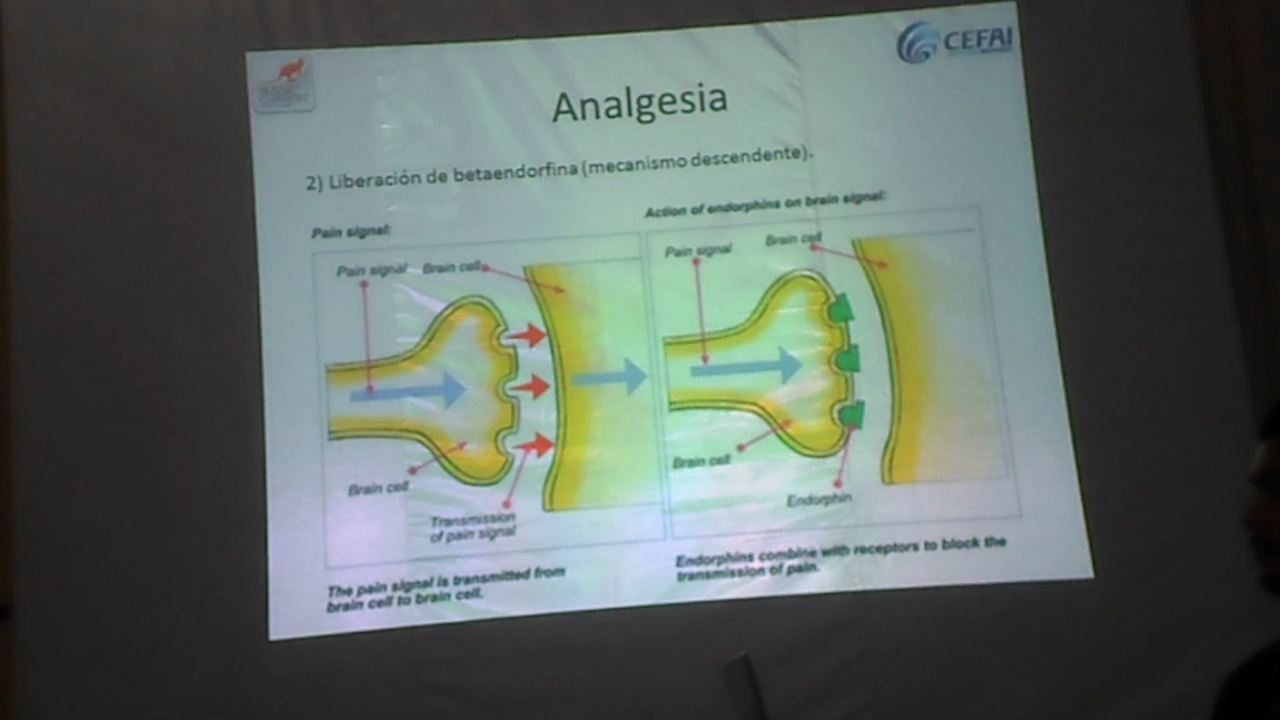 CEFAI
Analgesia
2) Liberación de betaendorfina (mecanismo descendente).
Pain signal:
Pain signal
Brain cell
Brain cell
Transmission
of pain signal
The pain signal is transmitted from
brain cell to brain cell.
Action of endorphins on brain signal:
Pain signal
Brain cell
Brain cell
Endorphin
Endorphins combine with receptors to block the
transmission of pain.